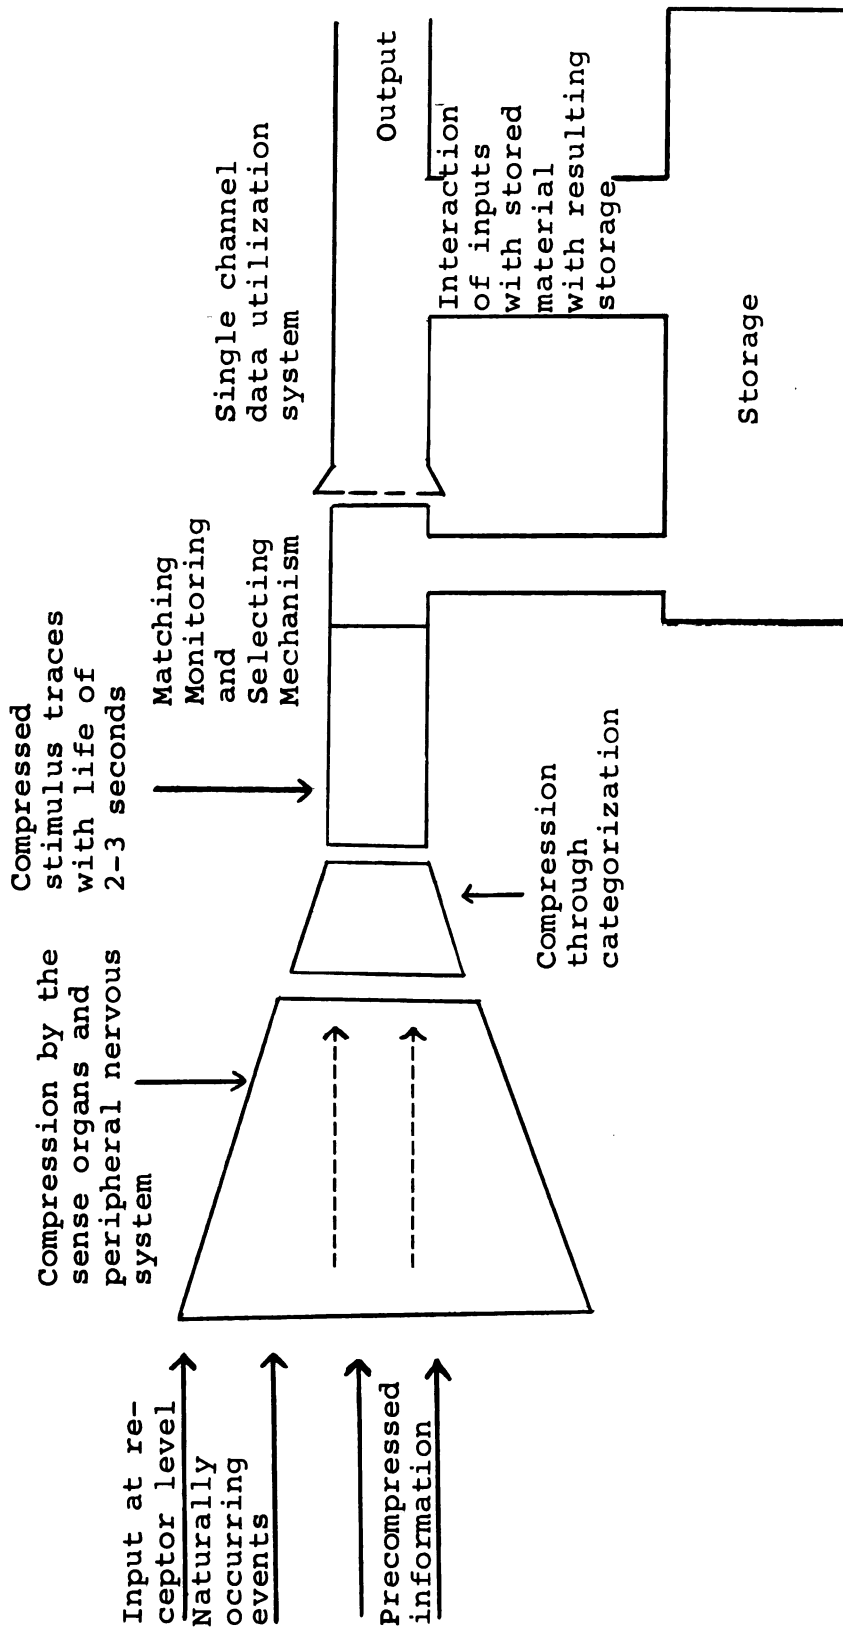 Input at re-
ceptor level
Naturally
occurring
events
Precompressed
information
Compression by the
sense organs and
peripheral nervous
system
Compression
through
categorization
Compressed
stimulus traces
with life of
2-3 seconds
Matching
Monitoring
and
Selecting
Mechanism
Single channel
data utilization
system
Output
Interaction
of inputs
with stored
material
with resulting
storage
Storage